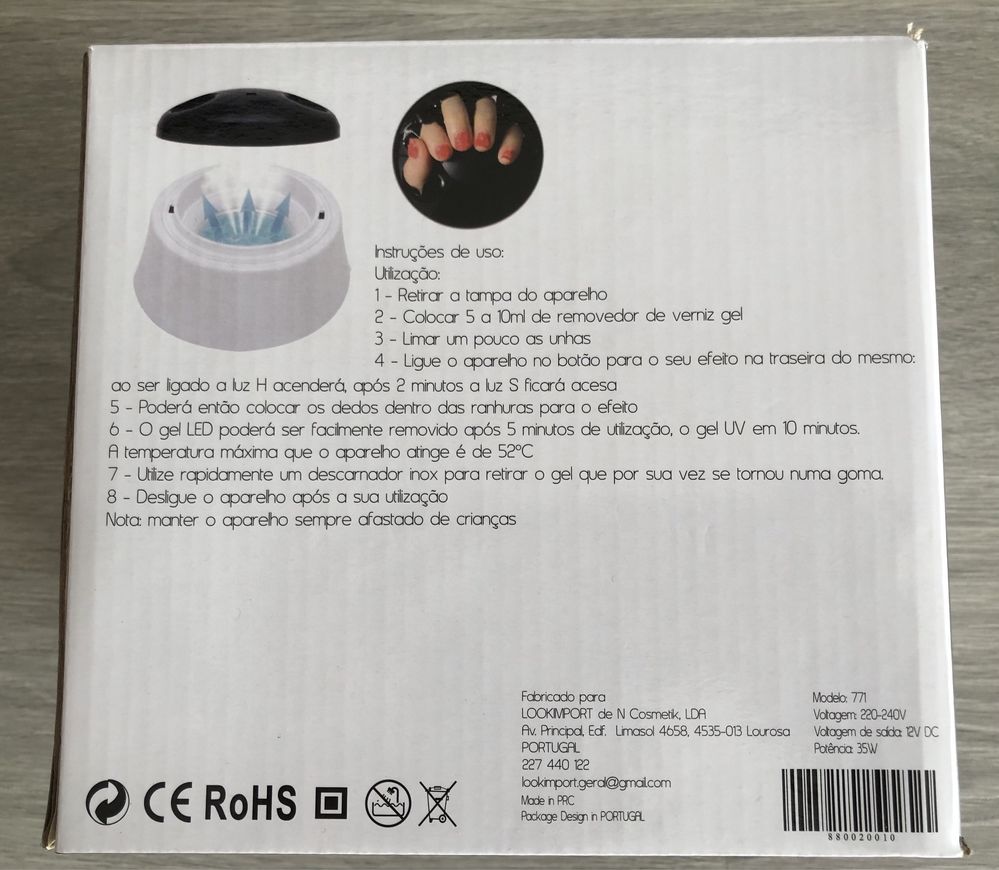 Instruções de uso:
Utilização:
1 - Retirar a tampa do aparelho
2 - Colocar 5 a 10ml de removedor de verniz gel
3 - Limar um pouco as unhas
4 - Ligue o aparelho no botão para o seu efeito na traseira do mesmo:
ao ser ligado a luz H acenderá, após 2 minutos a luz S ficará acesa
5 - Poderá então colocar os dedos dentro das ranhuras para o efeito
6 - O gel LED poderá ser facilmente removido após 5 minutos de utilização, o gel UV em 10 minutos.
A temperatura máxima que o aparelho atinge é de 52ºC
7 - Utilize rapidamente um descarnador inox para retirar o gel que por sua vez se tornou numa goma.
8 - Desligue o aparelho após a sua utilização
Nota: manter o aparelho sempre afastado de crianças
Fabricado para
LOOKIMPORT de N Cosmetik, LDA
Av. Principal, Edf. Limasol 4658, 4535-013 Lourosa
PORTUGAL
227 440 122
lookimport.geral@gmail.com
Made in PRC
Package Design in PORTUGAL
Modelo: 771
Voltagem: 220-240V
Voltagem de saída: 12V DC
Potência: 35W
CE RoHS
880020010